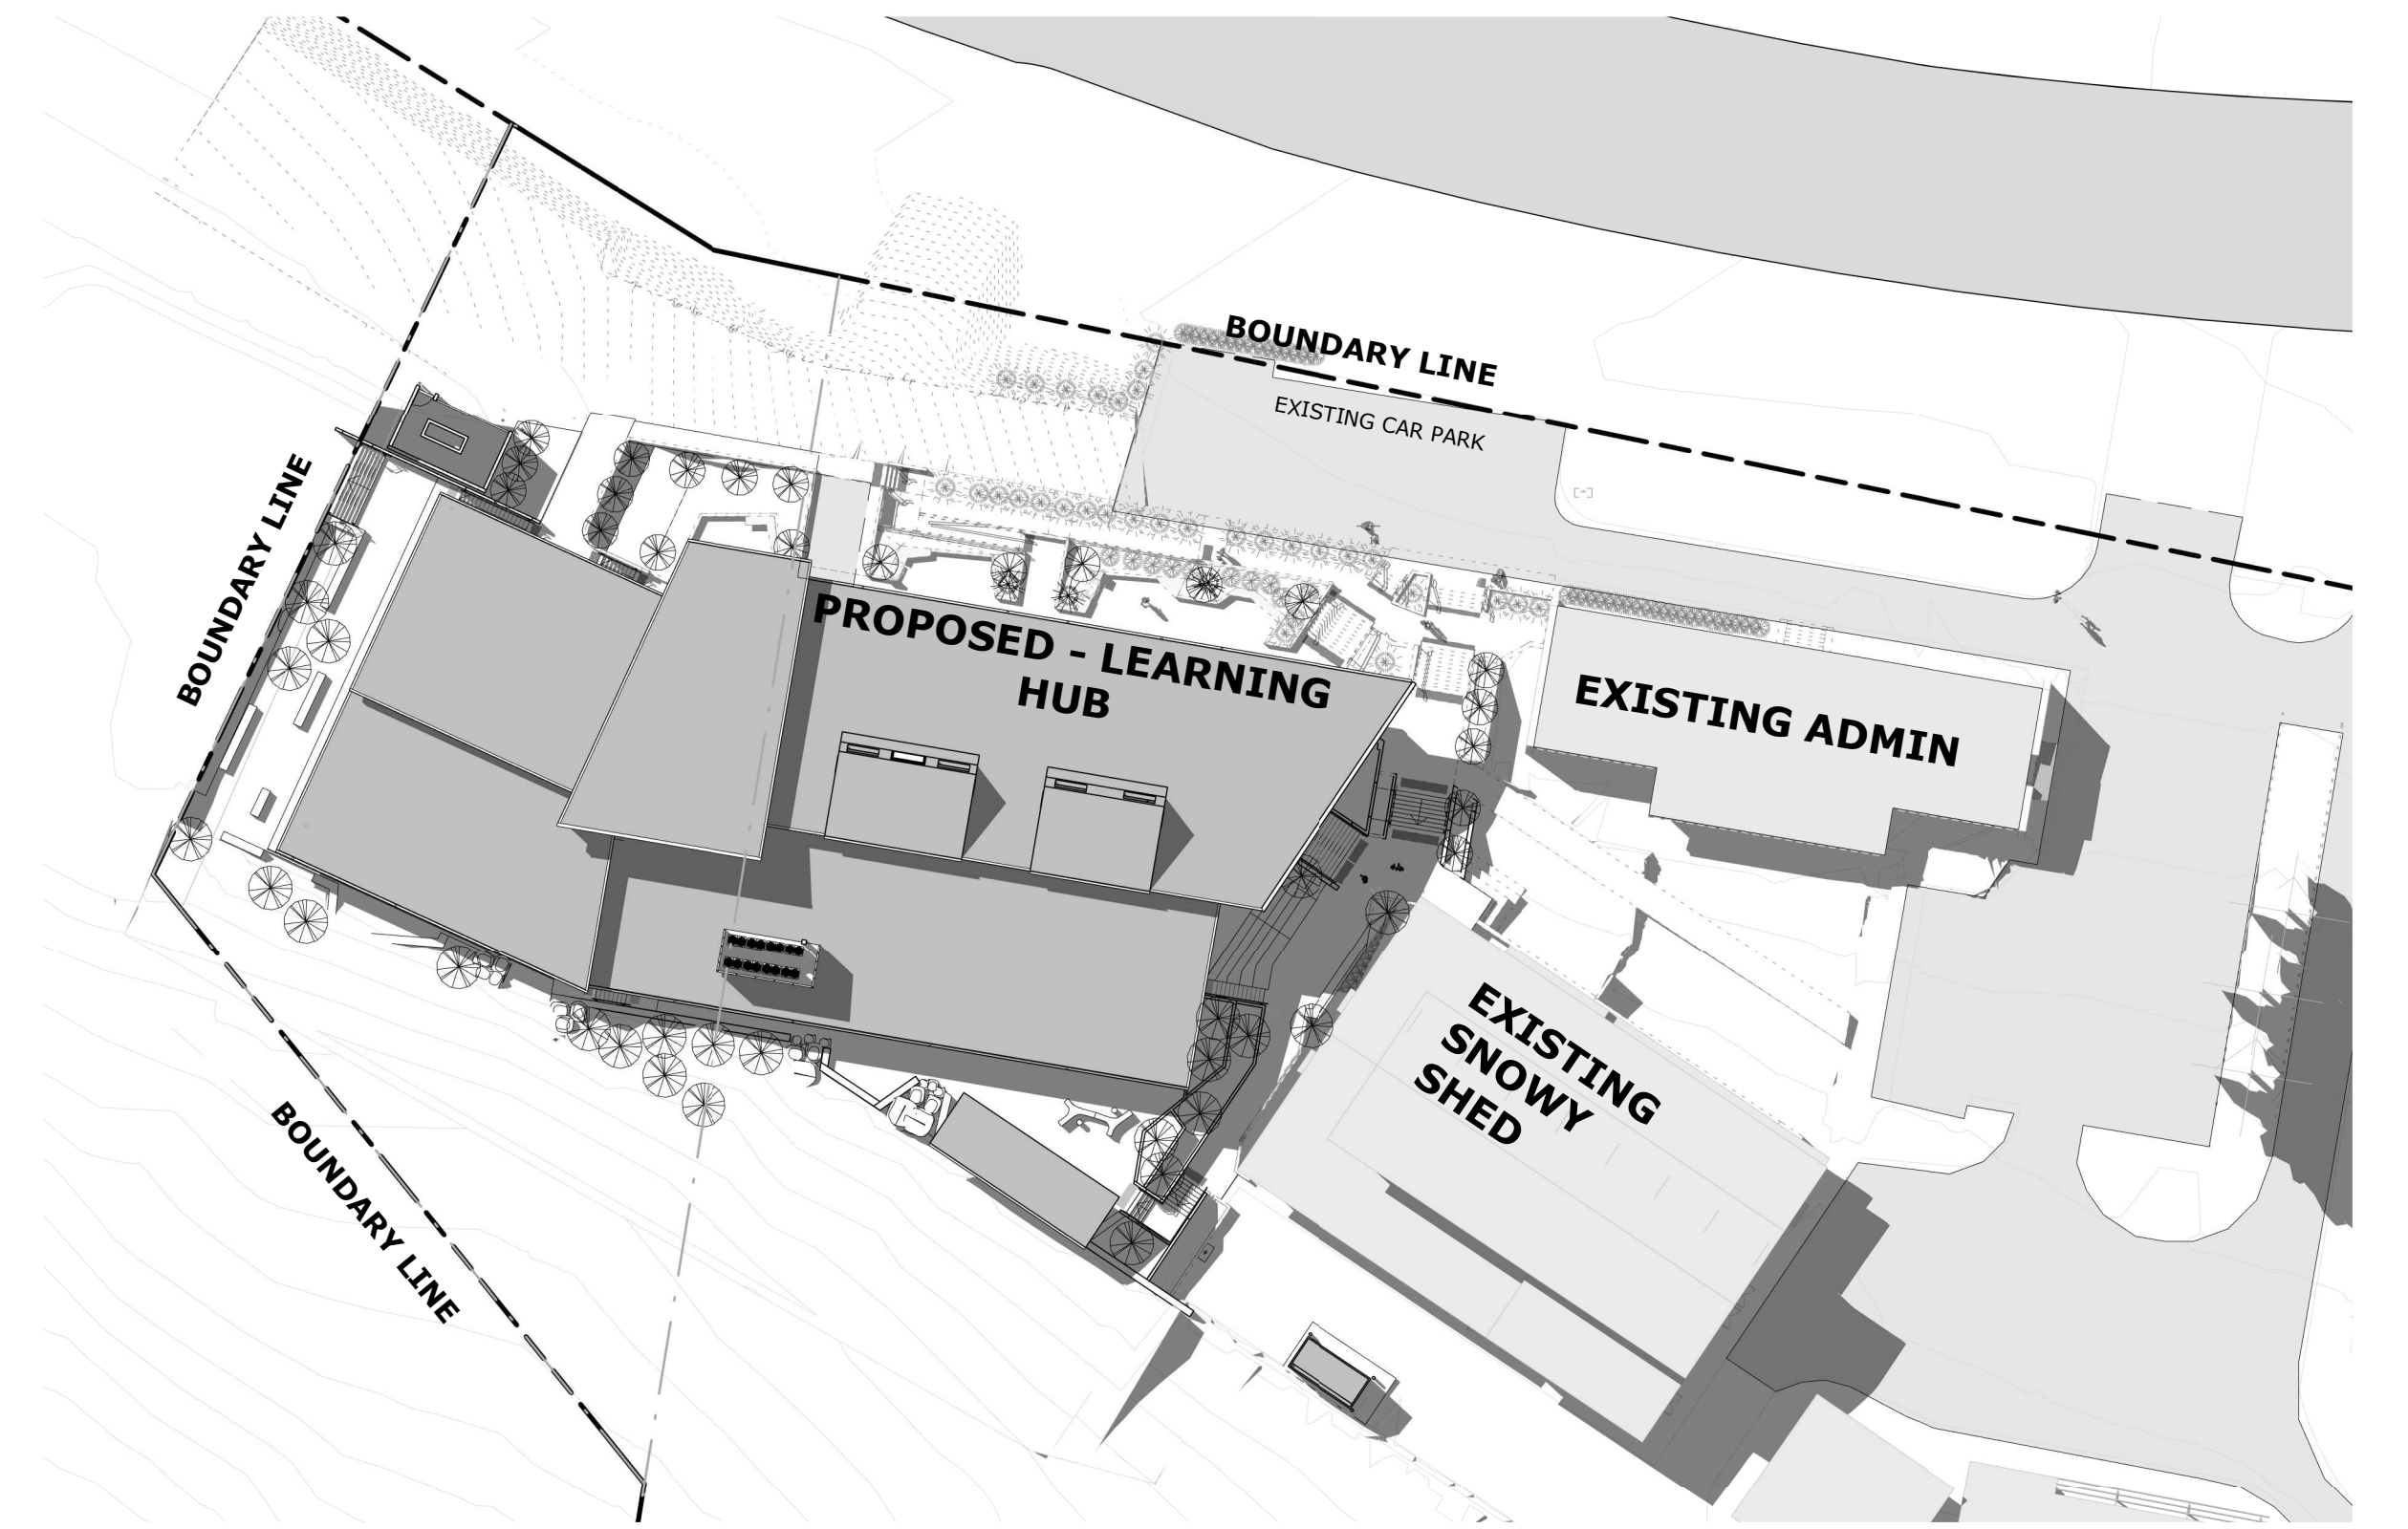 BOUNDARY LINE
EXISTING CAR PARK
BOUNDARY LINE
PROPOSED - LEARNING
HUB
EXISTING ADMIN
EXISTING
SNOWY
SHED
BOUNDARY LINE